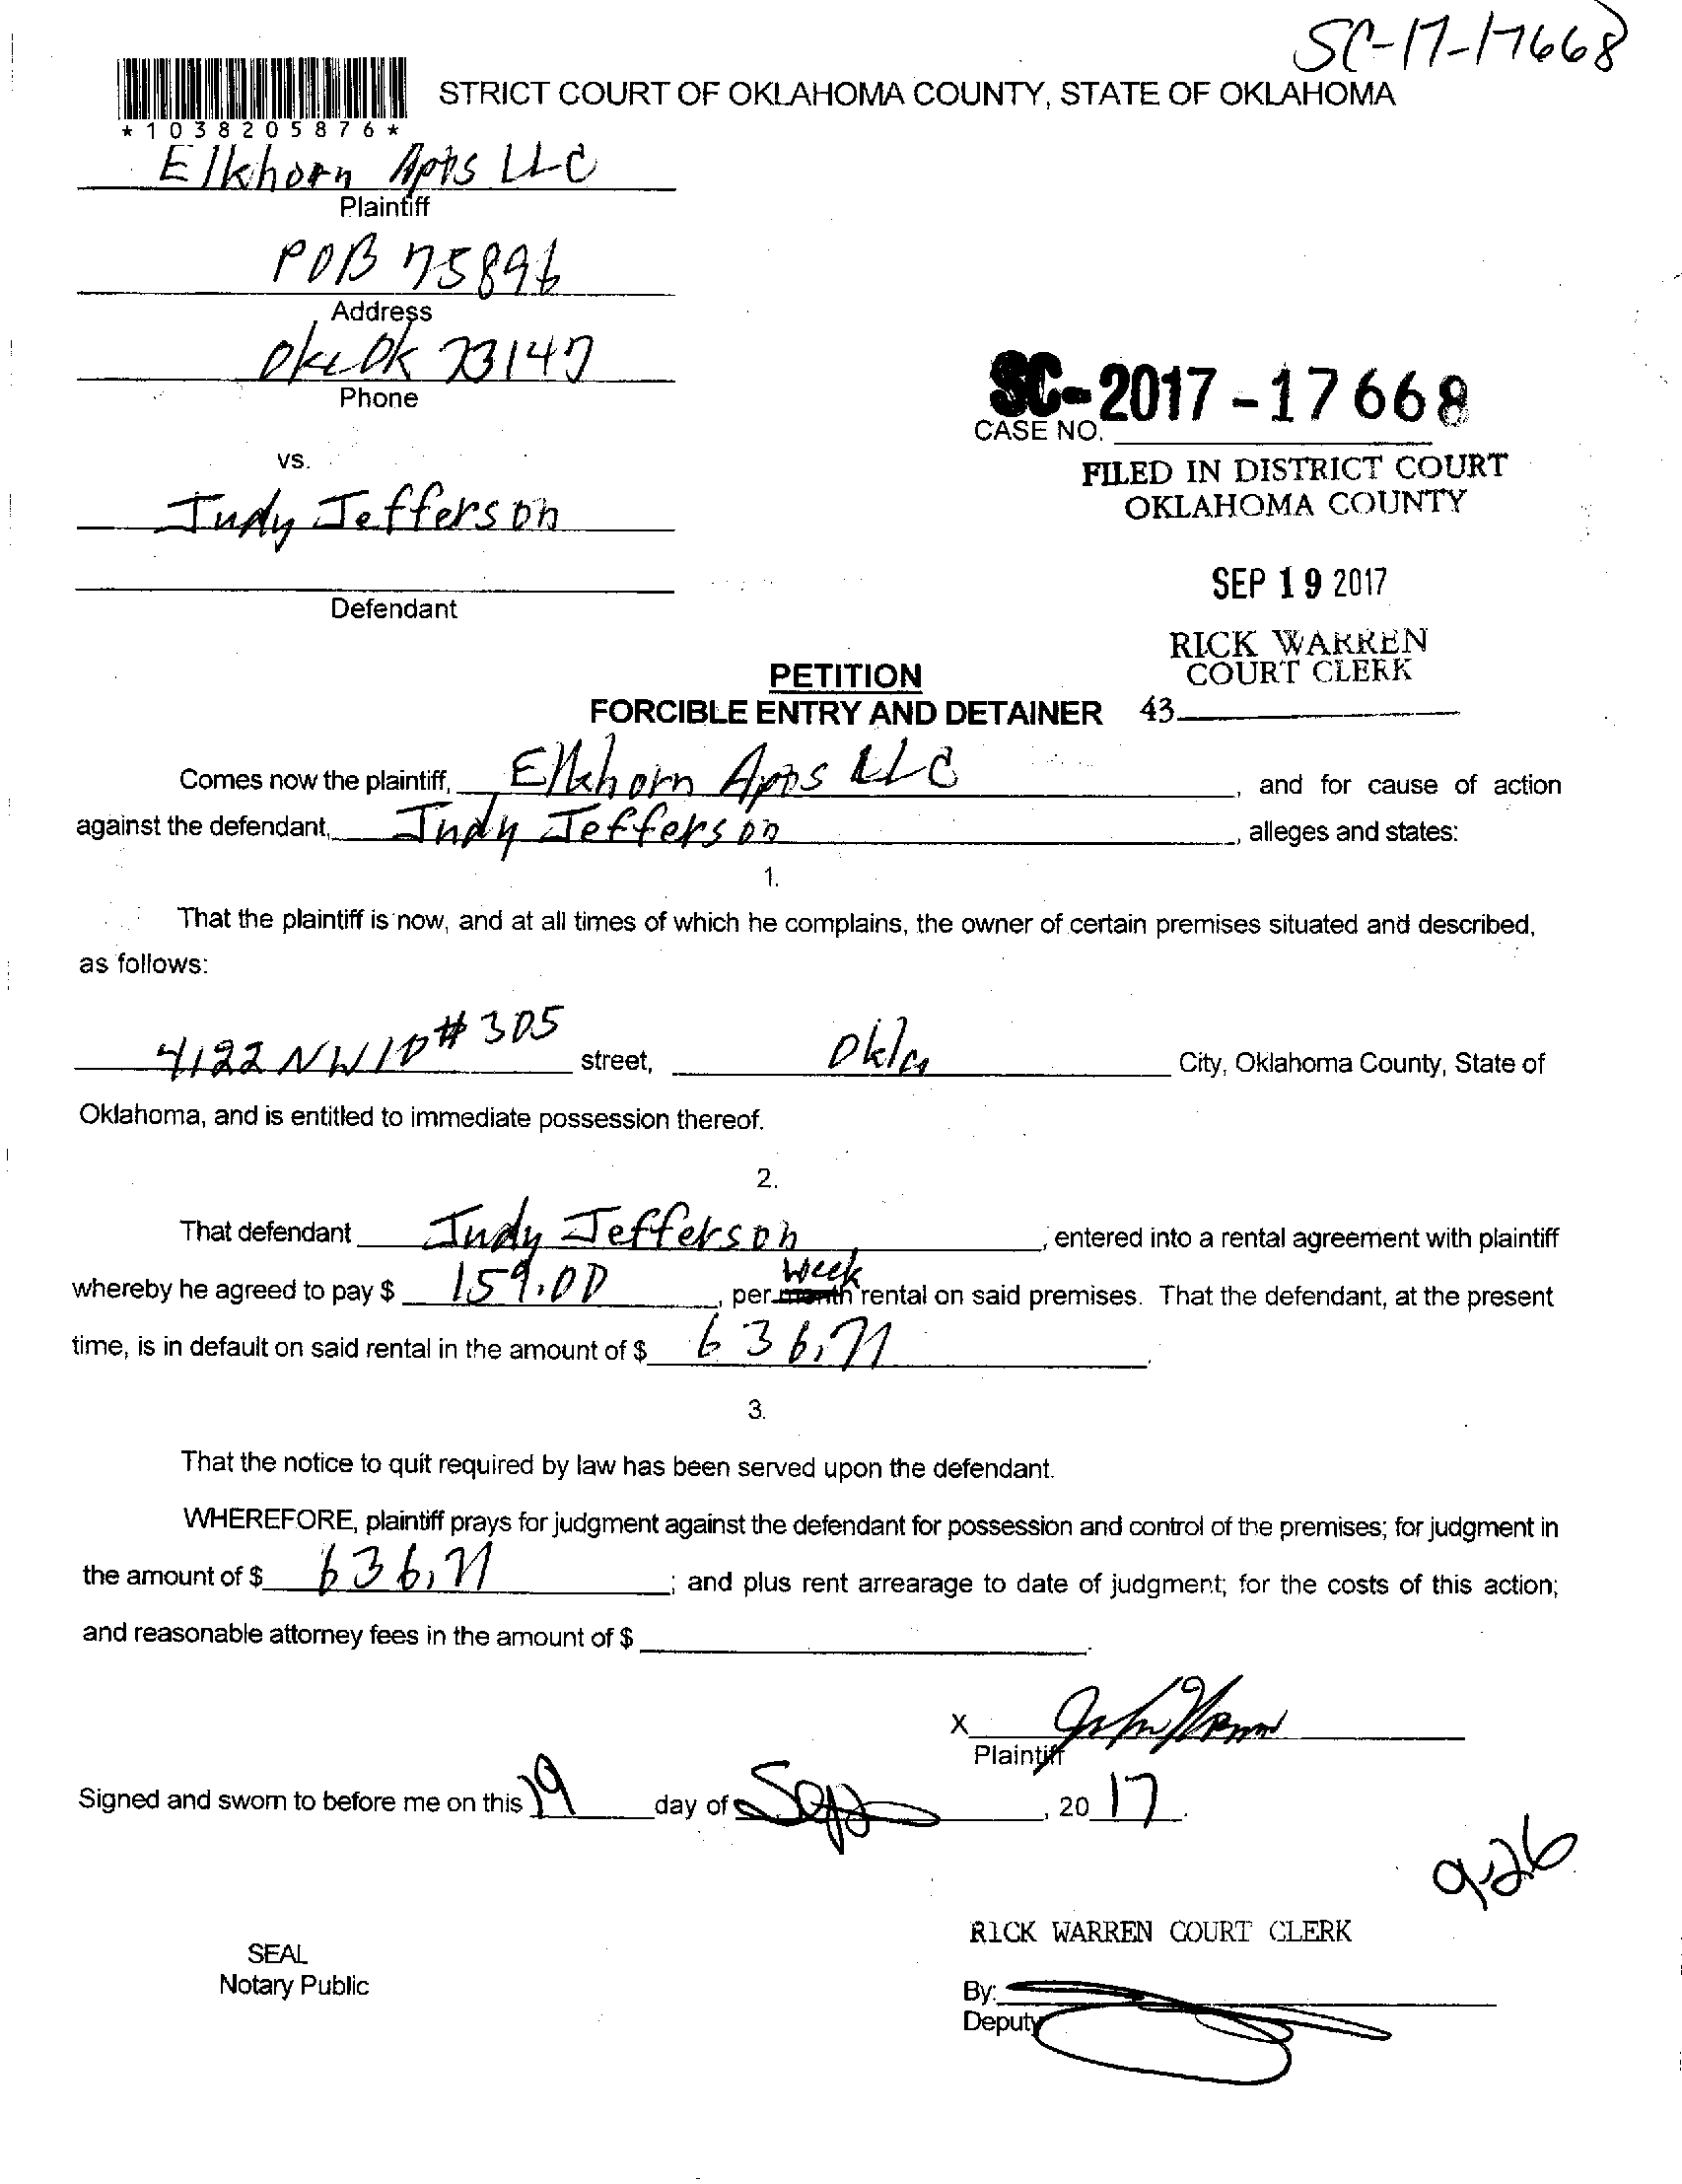 SC-17-17668
STRICT COURT OF OKLAHOMA COUNTY, STATE OF OKLAHOMA
*1038205876*
Elkhorn Apts LLC
Plaintiff
POB 75896
Address
Okc Ok 73147
Phone
SC-2017-17668
CASE NO.
vs.
FILED IN DISTRICT COURT
OKLAHOMA COUNTY
Judy Jefferson
SEP 19 2017
Defendant
RICK WARREN
COURT CLERK
PETITION
FORCIBLE ENTRY AND DETAINER 43
Comes now the plaintiff, Elkhorn Apts LLC, and for cause of action
against the defendant, Judy Jefferson, alleges and states:
1.
That the plaintiff is now, and at all times of which he complains, the owner of certain premises situated and described,
as follows:
4122 NW 10 # 305 street, Okla City, Oklahoma County, State of
Oklahoma, and is entitled to immediate possession thereof.
2.
That defendant Judy Jefferson, entered into a rental agreement with plaintiff
week
whereby he agreed to pay $ 159.00, per month rental on said premises. That the defendant, at the present
time, is in default on said rental in the amount of $ 636.71.
3.
That the notice to quit required by law has been served upon the defendant.
WHEREFORE, plaintiff prays for judgment against the defendant for possession and control of the premises; for judgment in
the amount of $ 636.71; and plus rent arrearage to date of judgment; for the costs of this action;
and reasonable attorney fees in the amount of $ .
X
Plaintiff
Signed and sworn to before me on this 19 day of Sep, 20 17.
9-26
RICK WARREN COURT CLERK
SEAL
Notary Public
By:
Deputy